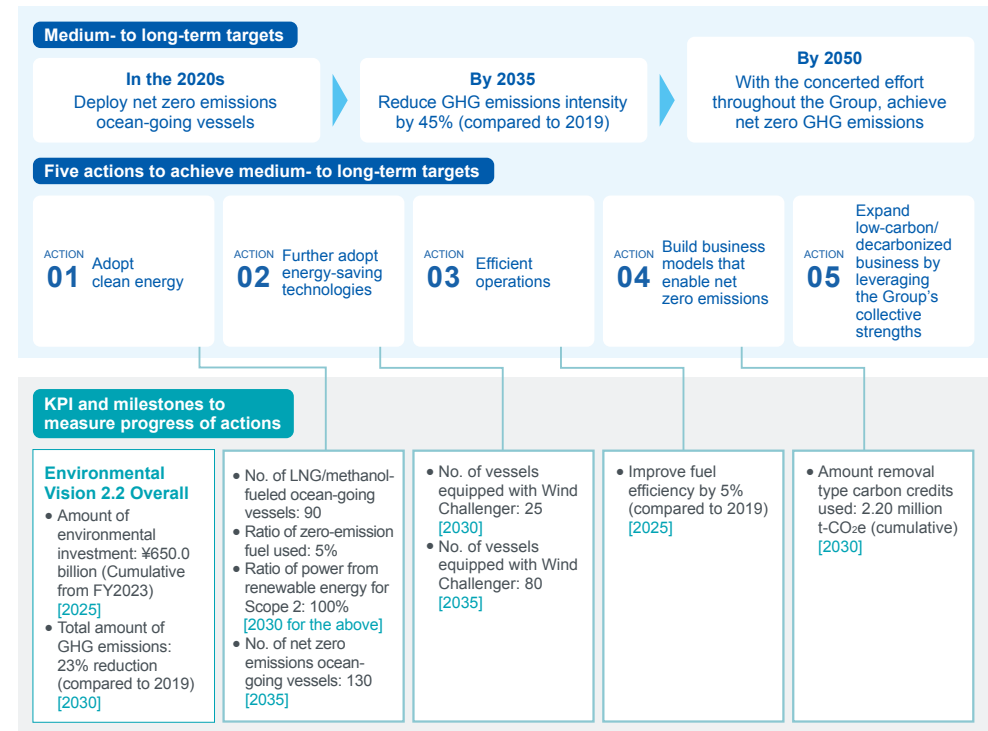 Medium- to long-term targets
In the 2020s
Deploy net zero emissions
ocean-going vessels
By 2035
Reduce GHG emissions intensity
by 45% (compared to 2019)
By 2050
With the concerted effort
throughout the Group, achieve
net zero GHG emissions
Five actions to achieve medium- to long-term targets
ACTION
01
Adopt
clean energy
ACTION
02
Further adopt
energy-saving
technologies
ACTION
03
Efficient
operations
ACTION
04
Build business
models that
enable net
zero emissions
ACTION
05
Expand
low-carbon/
decarbonized
business by
leveraging
the Group's
collective
strengths
KPI and milestones to
measure progress of actions
Environmental
Vision 2.2 Overall
● Amount of
environmental
investment: ¥650.0
billion (Cumulative
from FY2023)
[2025]
● Total amount of
GHG emissions:
23% reduction
(compared to 2019)
[2030]
● No. of LNG/methanol-
fueled ocean-going
vessels: 90
● Ratio of zero-emission
fuel used: 5%
● Ratio of power from
renewable energy for
Scope 2: 100%
[2030 for the above]
● No. of net zero
emissions ocean-
going vessels: 130
[2035]
● No. of vessels
equipped with Wind
Challenger: 25
[2030]
● No. of vessels
equipped with Wind
Challenger: 80
[2035]
● Improve fuel
efficiency by 5%
(compared to 2019)
[2025]
● Amount removal
type carbon credits
used: 2.20 million
t-CO2e (cumulative)
[2030]